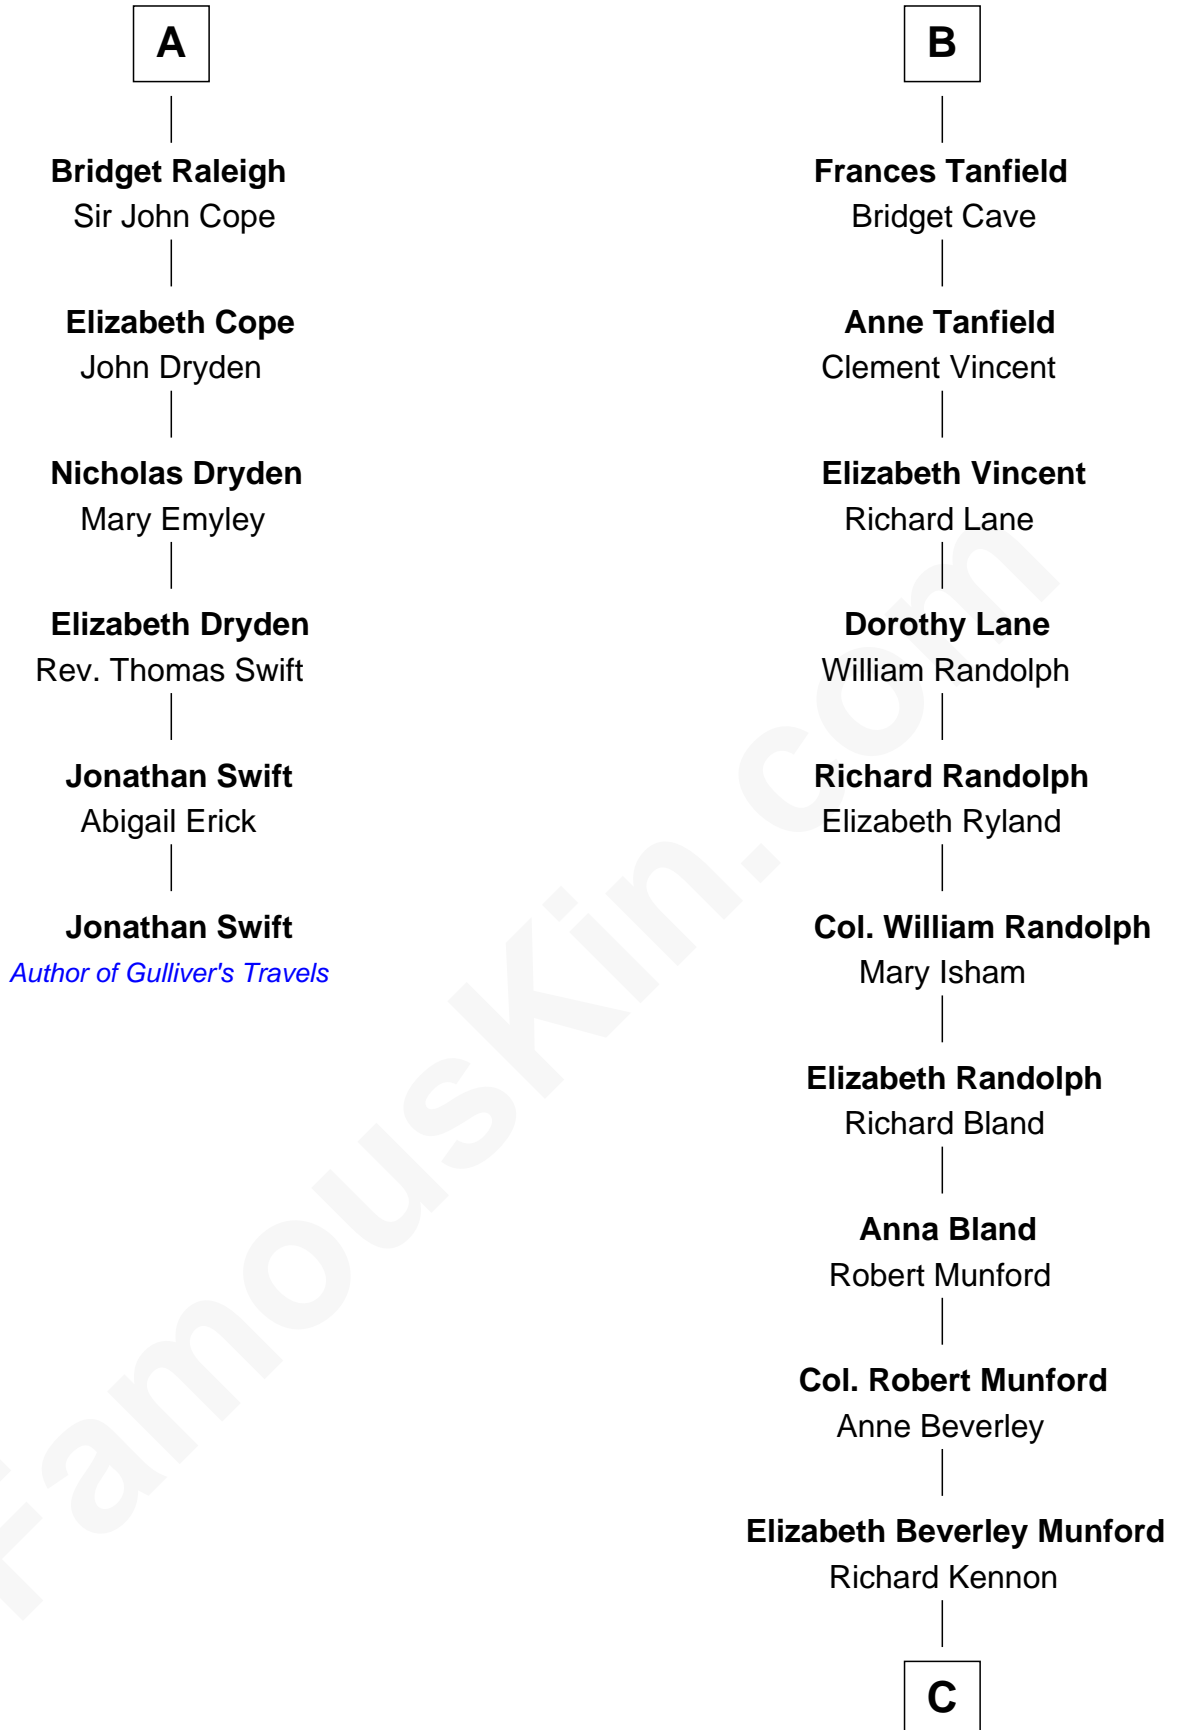 A
Bridget Raleigh
Sir John Cope
Elizabeth Cope
John Dryden
Nicholas Dryden
Mary Emyley
Elizabeth Dryden
Rev. Thomas Swift
Jonathan Swift
Abigail Erick
Jonathan Swift
Author of Gulliver's Travels
B
Frances Tanfield
Bridget Cave
Anne Tanfield
Clement Vincent
Elizabeth Vincent
Richard Lane
Dorothy Lane
William Randolph
Richard Randolph
Elizabeth Ryland
Col. William Randolph
Mary Isham
Elizabeth Randolph
Richard Bland
Anna Bland
Robert Munford
Col. Robert Munford
Anne Beverley
Elizabeth Beverley Munford
Richard Kennon
C
FamousKin.com